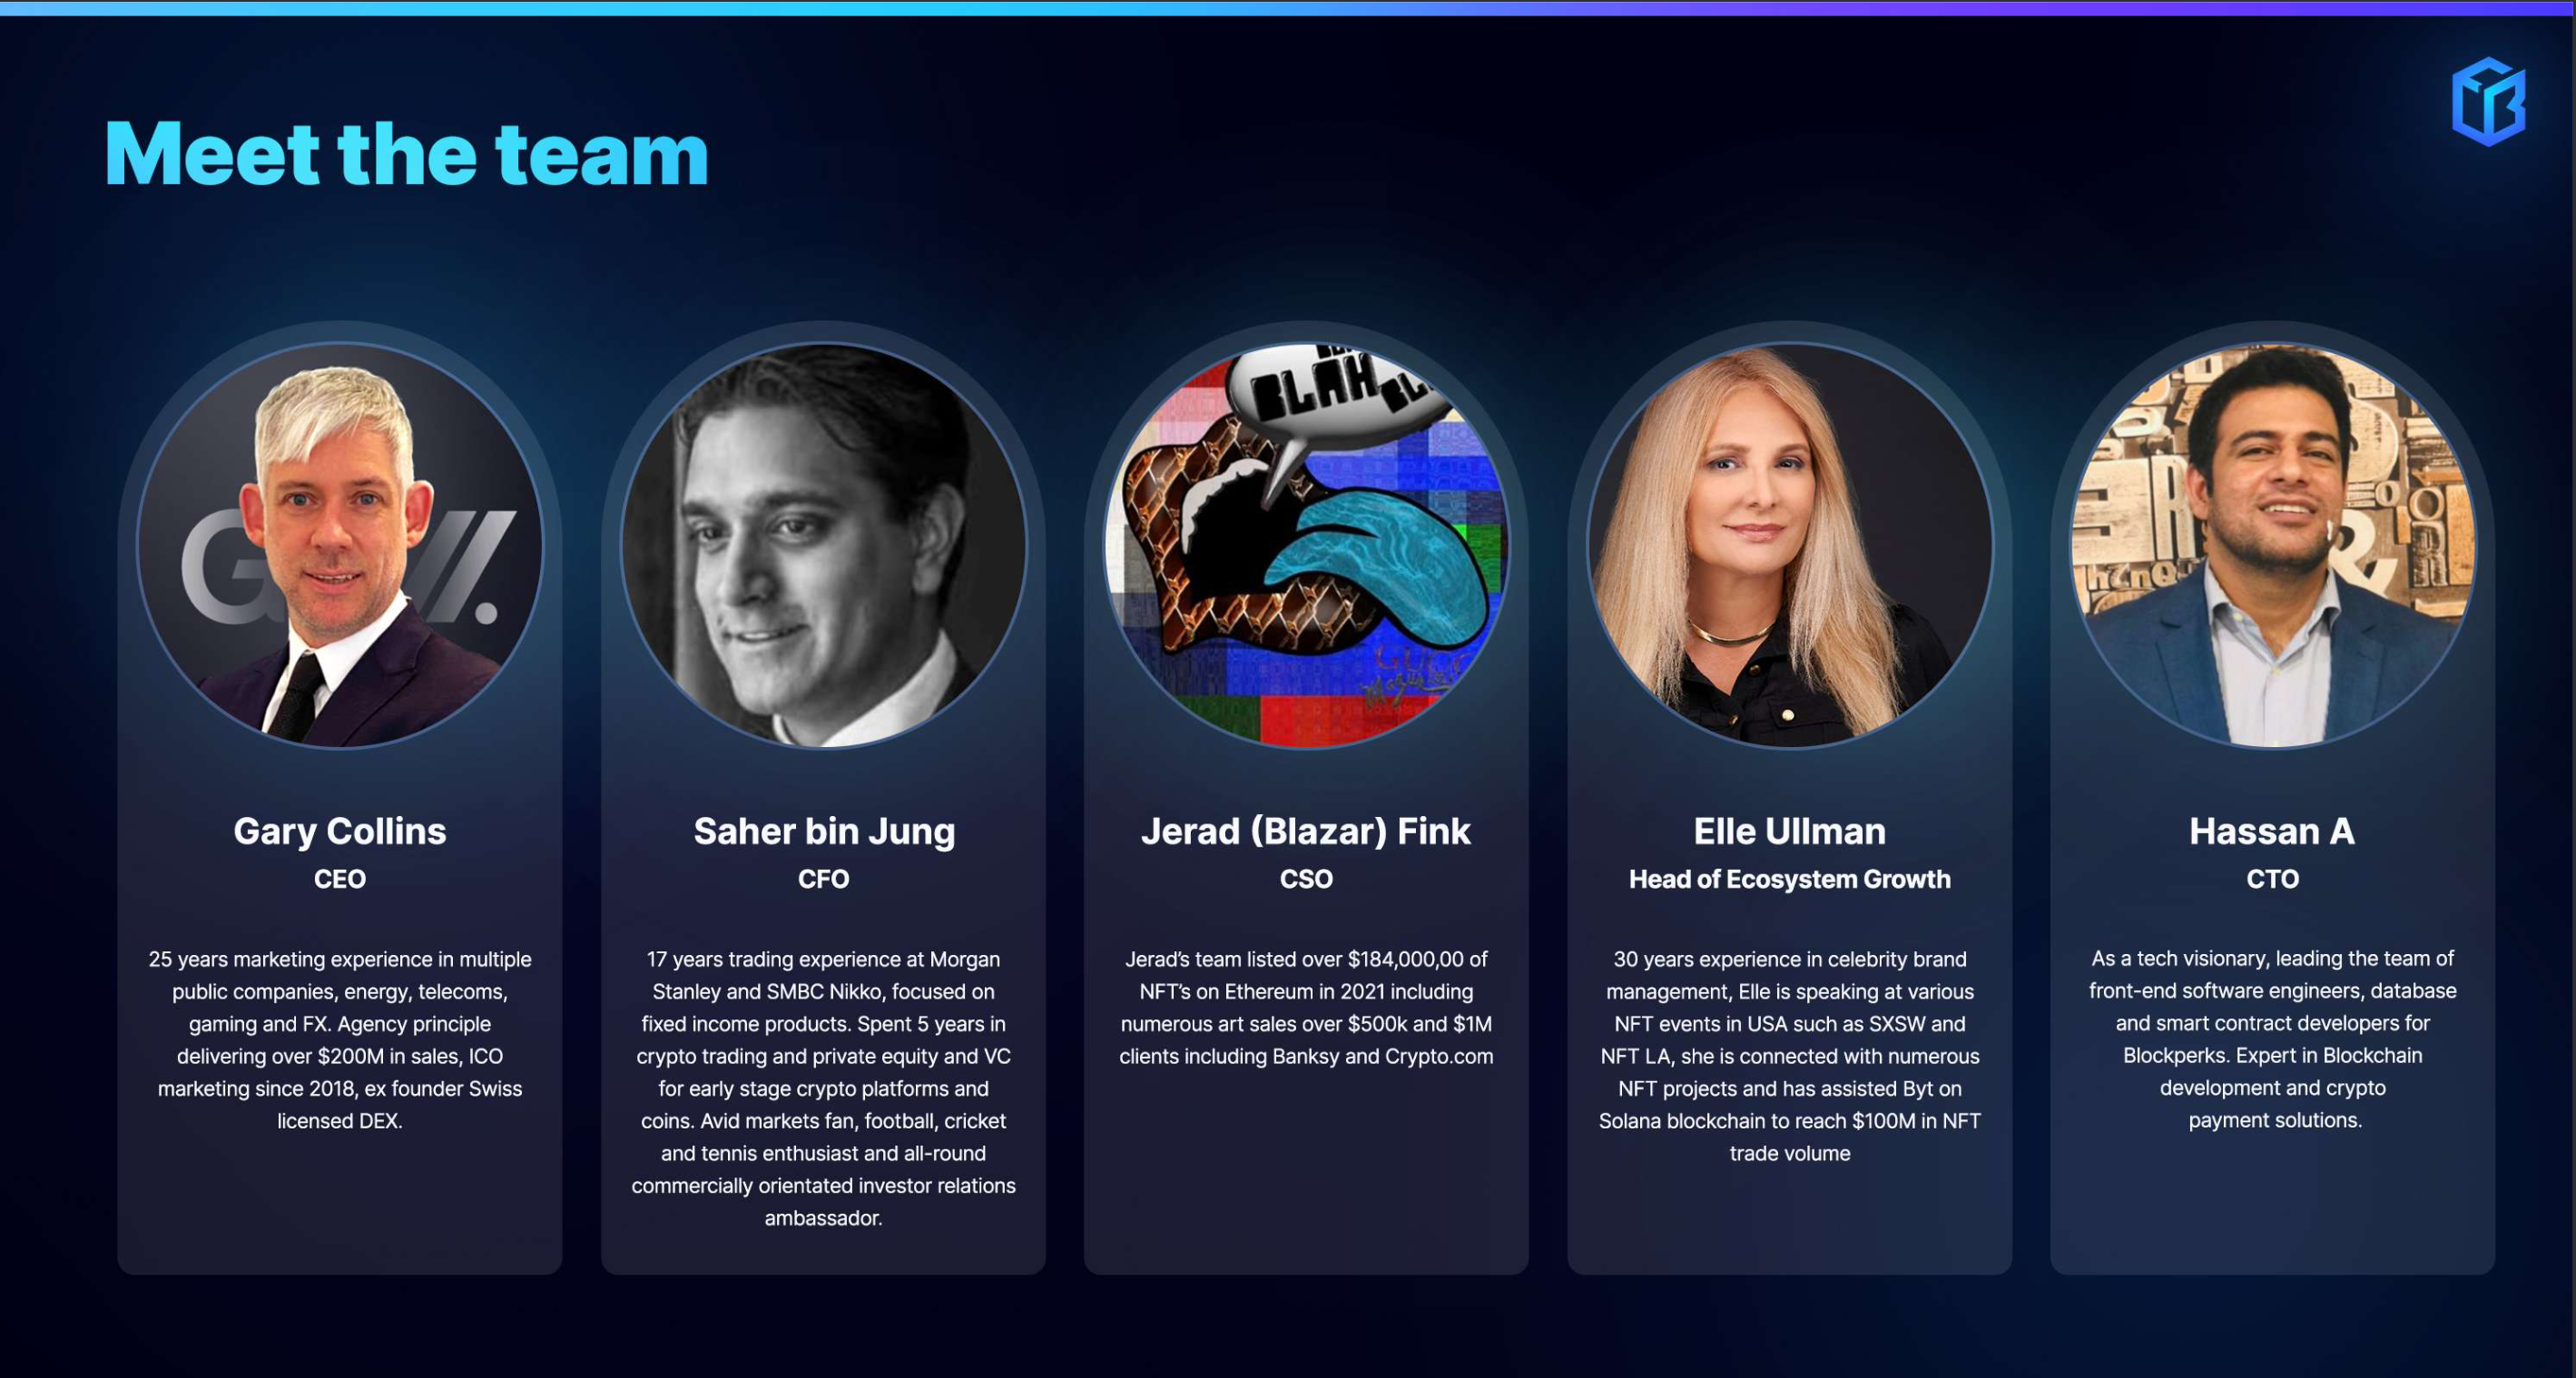 Meet the team
BLAH
Gary Collins
CEO
25 years marketing experience in multiple
public companies, energy, telecoms,
gaming and FX. Agency principle
delivering over $200M in sales, ICO
marketing since 2018, ex founder Swiss
licensed DEX.
Saher bin Jung
CFO
17 years trading experience at Morgan
Stanley and SMBC Nikko, focused on
fixed income products. Spent 5 years in
crypto trading and private equity and VC
for early stage crypto platforms and
coins. Avid markets fan, football, cricket
and tennis enthusiast and all-round
commercially orientated investor relations
ambassador.
Jerad (Blazar) Fink
CSO
Jerad's team listed over $184,000,00 of
NFT's on Ethereum in 2021 including
numerous art sales over $500k and $1M
clients including Banksy and Crypto.com
Elle Ullman
Head of Ecosystem Growth
30 years experience in celebrity brand
management, Elle is speaking at various
NFT events in USA such as SXSW and
NFT LA, she is connected with numerous
NFT projects and has assisted Byt on
Solana blockchain to reach $100M in NFT
trade volume
Hassan A
CTO
As a tech visionary, leading the team of
front-end software engineers, database
and smart contract developers for
Blockperks. Expert in Blockchain
development and crypto
payment solutions.